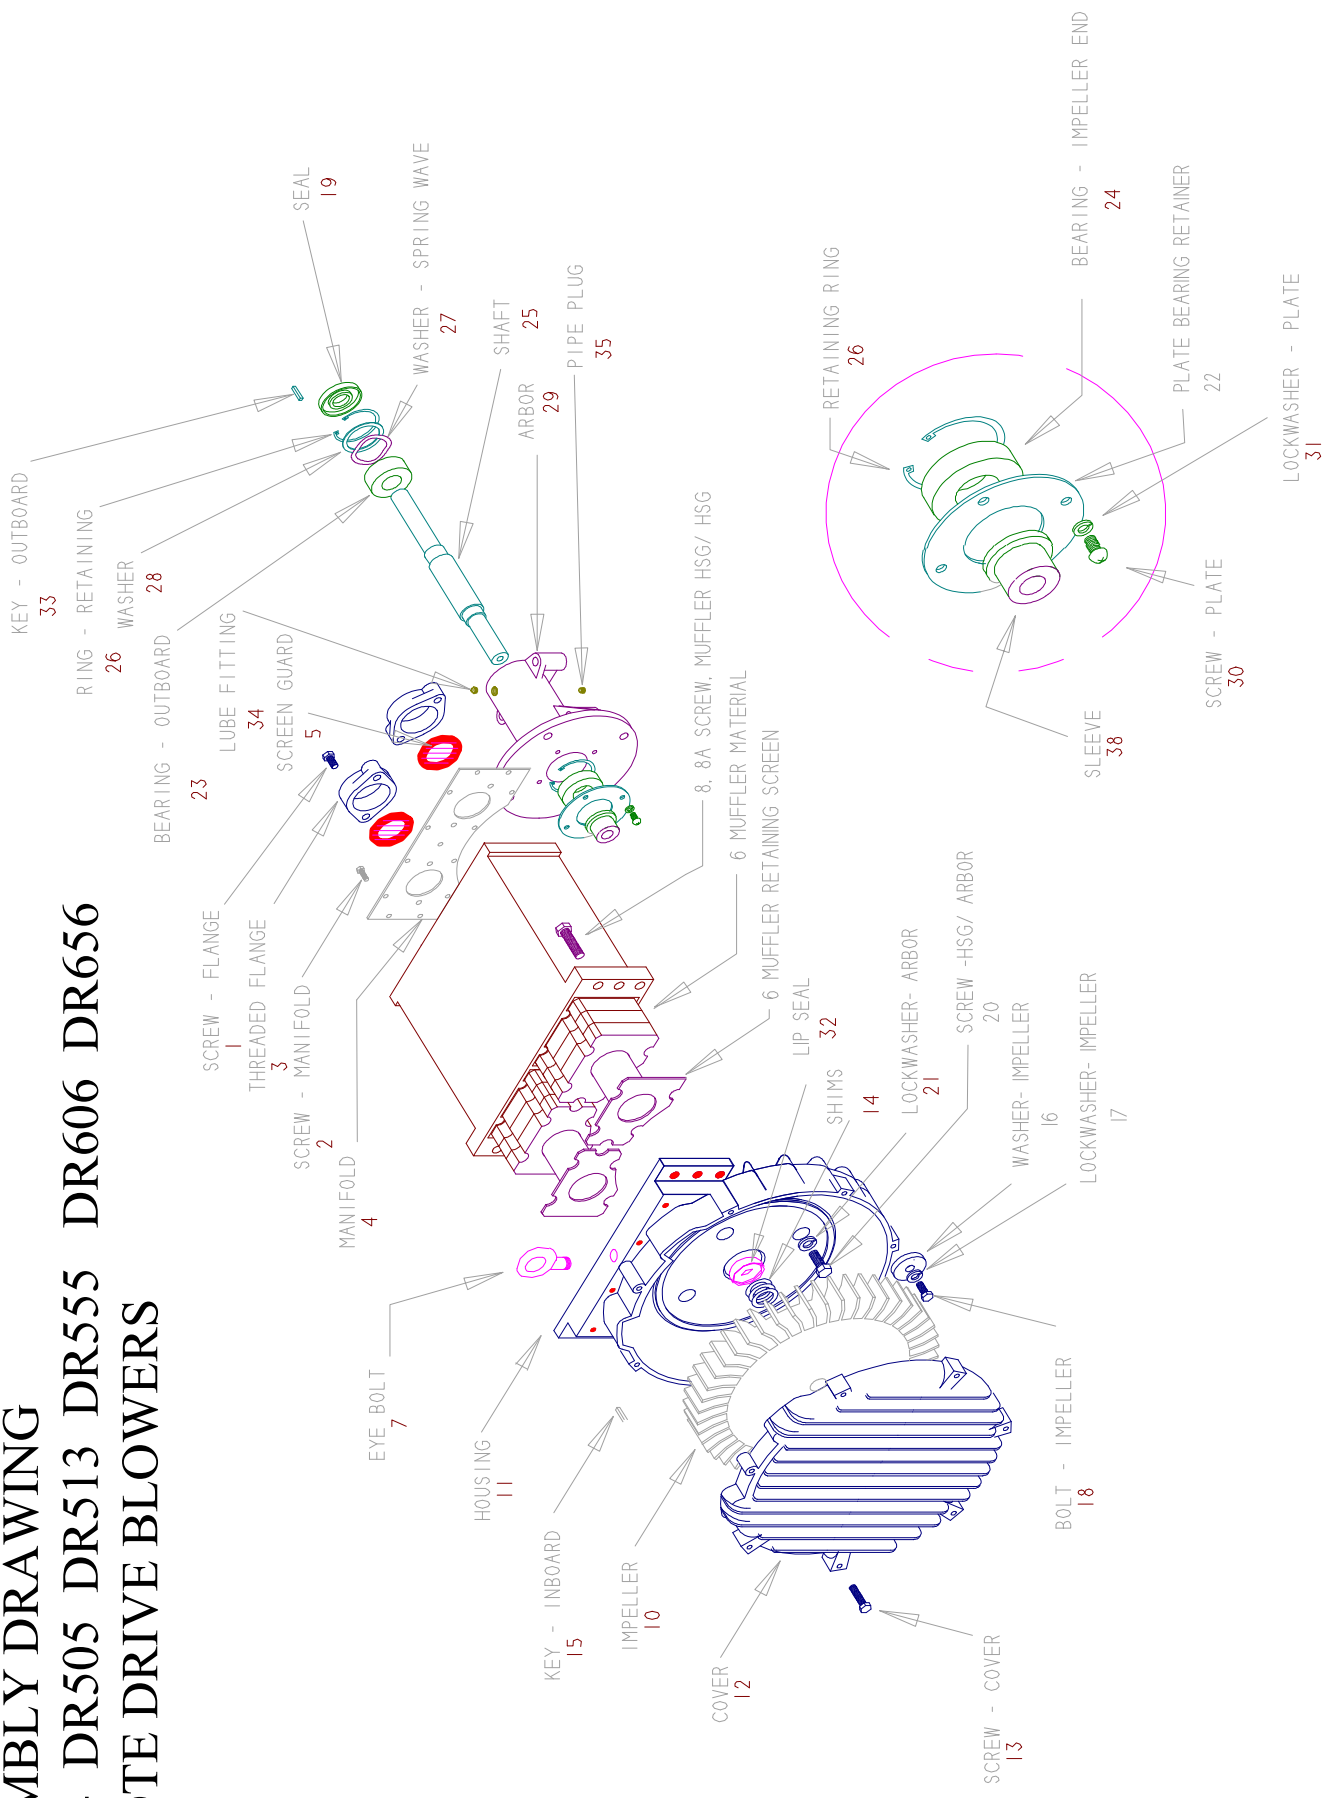 MBLY DRAWING
DR505 DR513 DR555 DR606 DR656
TE DRIVE BLOWERS
KEY - OUTBOARD
33
RING - RETAINING
26
WASHER
28
BEARING - OUTBOARD
23
LUBE FITTING
34
SCREEN GUARD
5
SEAL
19
WASHER - SPRING WAVE
27
SHAFT
25
ARBOR
29
PIPE PLUG
35
SCREW - FLANGE
1
THREADED FLANGE
3
SCREW - MANIFOLD
2
MANIFOLD
4
8, 8A SCREW, MUFFLER HSG/ HSG
6 MUFFLER MATERIAL
6 MUFFLER RETAINING SCREEN
LIP SEAL
32
SHIMS
14
LOCKWASHER- ARBOR
21
SCREW -HSG/ ARBOR
20
WASHER- IMPELLER
16
LOCKWASHER- IMPELLER
17
EYE BOLT
7
HOUSING
11
KEY - INBOARD
15
IMPELLER
10
COVER
12
SCREW - COVER
13
BOLT - IMPELLER
18
RETAINING RING
26
BEARING - IMPELLER END
24
PLATE BEARING RETAINER
22
LOCKWASHER - PLATE
31
SCREW - PLATE
30
SLEEVE
38